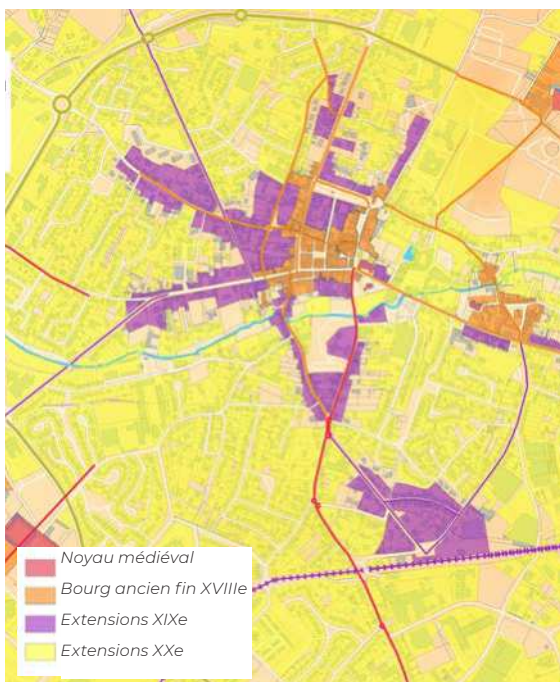 Noyau médiéval
Bourg ancien fin XVIIIe
Extensions XIXe
Extensions XXe